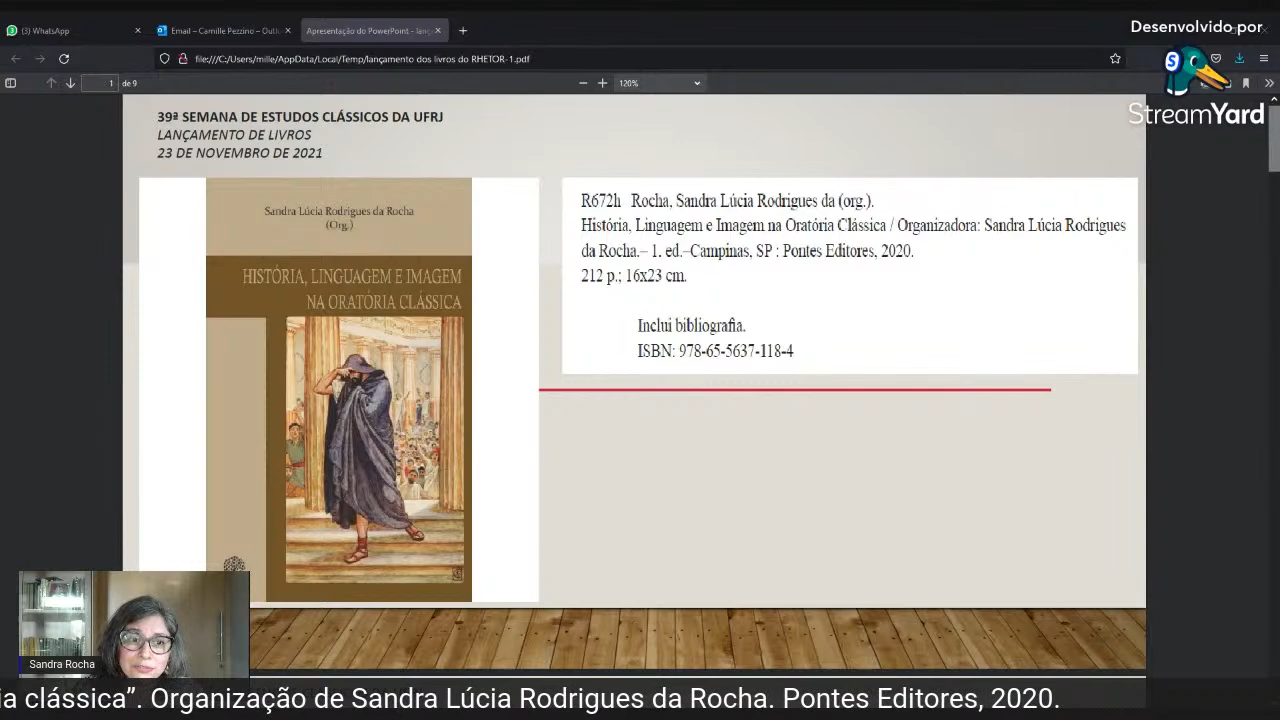 (3) WhatsApp
Email – Camille Pezzino – Outl
Apresentação do PowerPoint - lanç
Desenvolvido por
file:///C:/Users/mille/AppData/Local/Temp/lançamento dos livros do RHETOR-1.pdf
1 de 9
120%
StreamYard
39ª SEMANA DE ESTUDOS CLÁSSICOS DA UFRJ
LANÇAMENTO DE LIVROS
23 DE NOVEMBRO DE 2021
Sandra Lúcia Rodrigues da Rocha
(Org.)
HISTÓRIA, LINGUAGEM E IMAGEM
NA ORATÓRIA CLÁSSICA
R672h Rocha, Sandra Lúcia Rodrigues da (org.).
História, Linguagem e Imagem na Oratória Clássica / Organizadora: Sandra Lúcia Rodrigues
da Rocha.– 1. ed.–Campinas, SP : Pontes Editores, 2020.
212 p.; 16x23 cm.
Inclui bibliografia.
ISBN: 978-65-5637-118-4
Sandra Rocha
ia clássica”. Organização de Sandra Lúcia Rodrigues da Rocha. Pontes Editores, 2020.